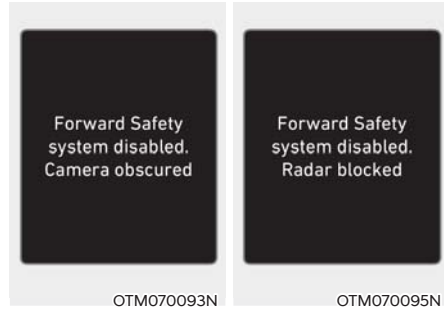 Forward Safety
system disabled.
Camera obscured
OTM070093N
Forward Safety
system disabled.
Radar blocked
OTM070095N